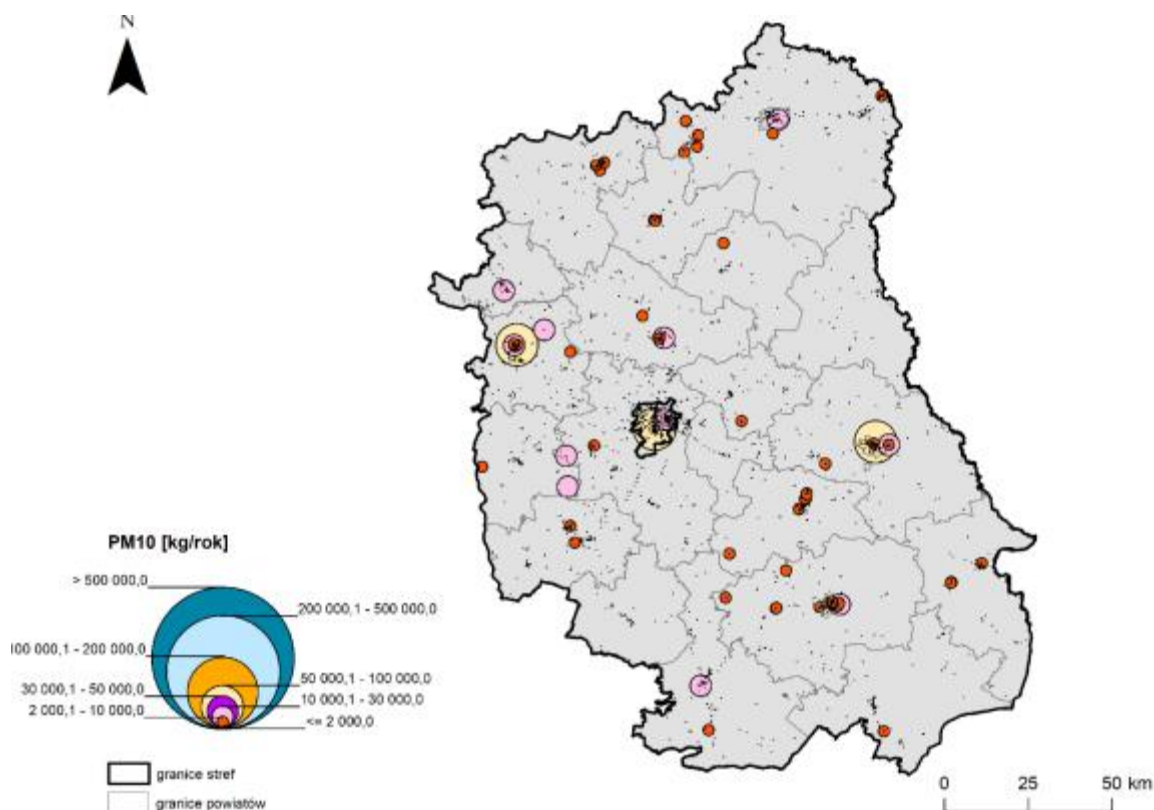 N
PM10 [kg/rok]
> 500 000,0
200 000,1 - 500 000,0
100 000,1 - 200 000,0
50 000,1 - 100 000,0
30 000,1 - 50 000,0
10 000,1 - 30 000,0
2 000,1 - 10 000,0
<= 2 000,0
granice stref
granice powiatów
0 25 50 km